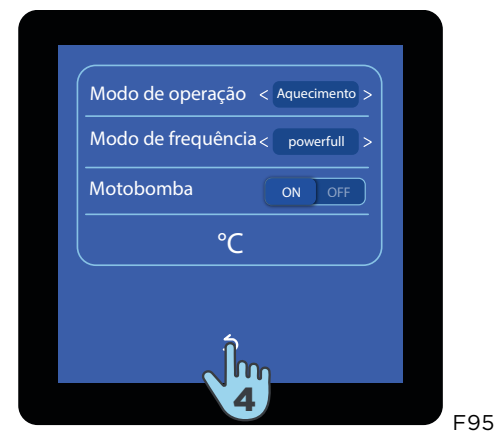 Modo de operação < Aquecimento >
Modo de frequência < powerfull >
Motobomba ON OFF
°C
4
F95